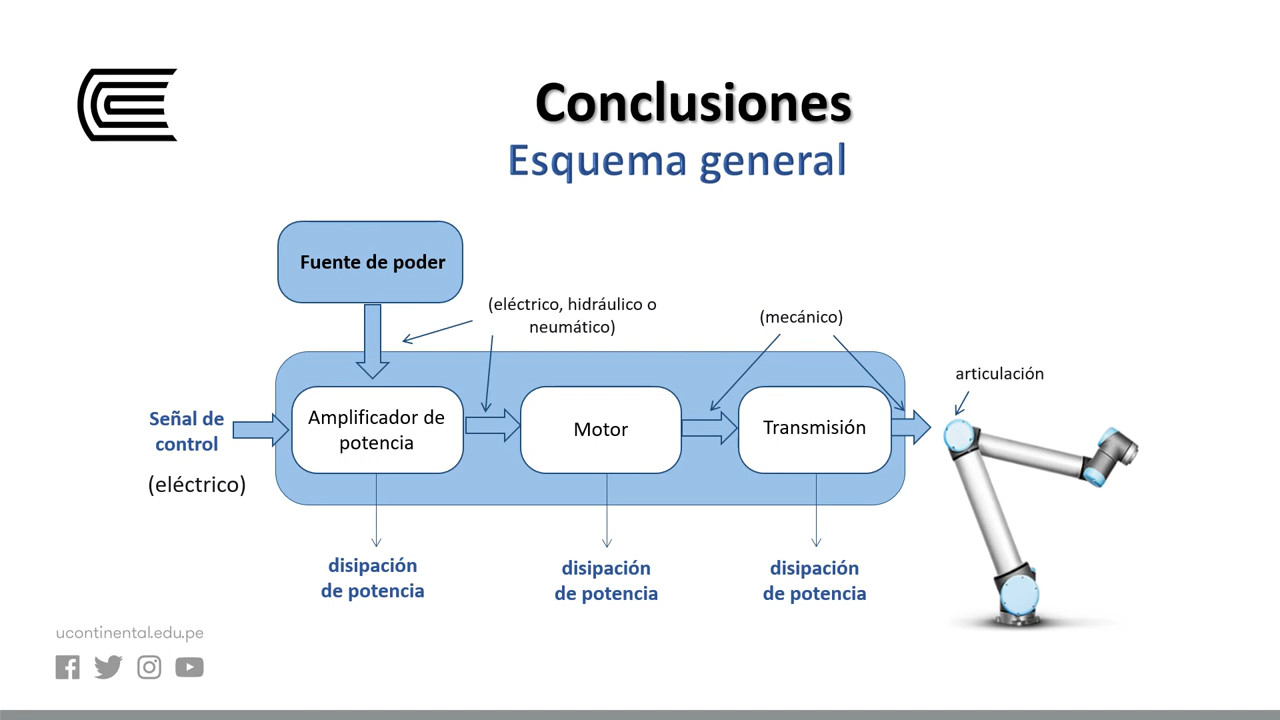 Conclusiones
Esquema general
Fuente de poder
(eléctrico, hidráulico o
neumático)
(mecánico)
articulación
Señal de
control
(eléctrico)
Amplificador de
potencia
Motor
Transmisión
disipación
de potencia
disipación
de potencia
disipación
de potencia
ucontinental.edu.pe